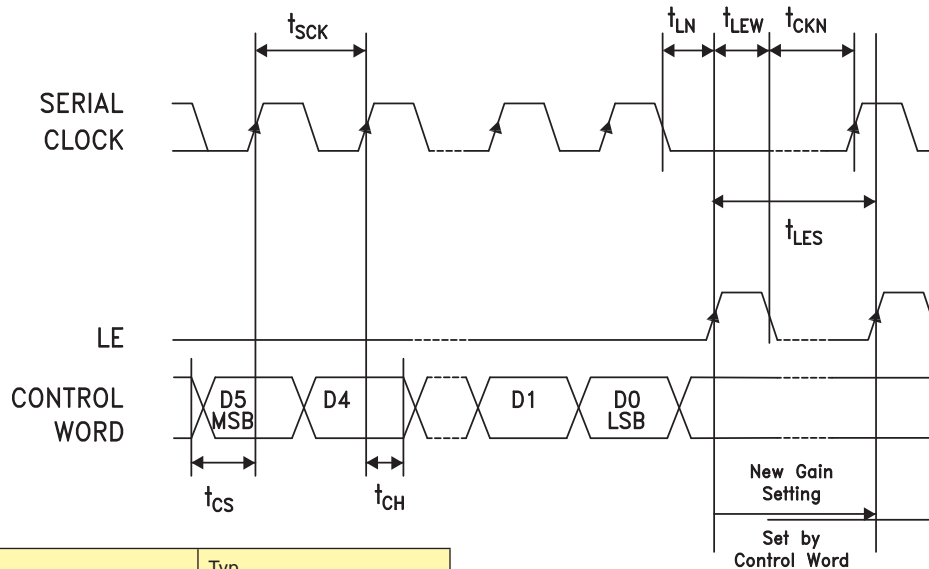 tSCK
tLN tLEW tCKN
SERIAL
CLOCK
tLES
LE
CONTROL
WORD
D5
MSB
D4
D1
D0
LSB
tCS
tCH
New Gain
Setting
Set by
Control Word
Typ